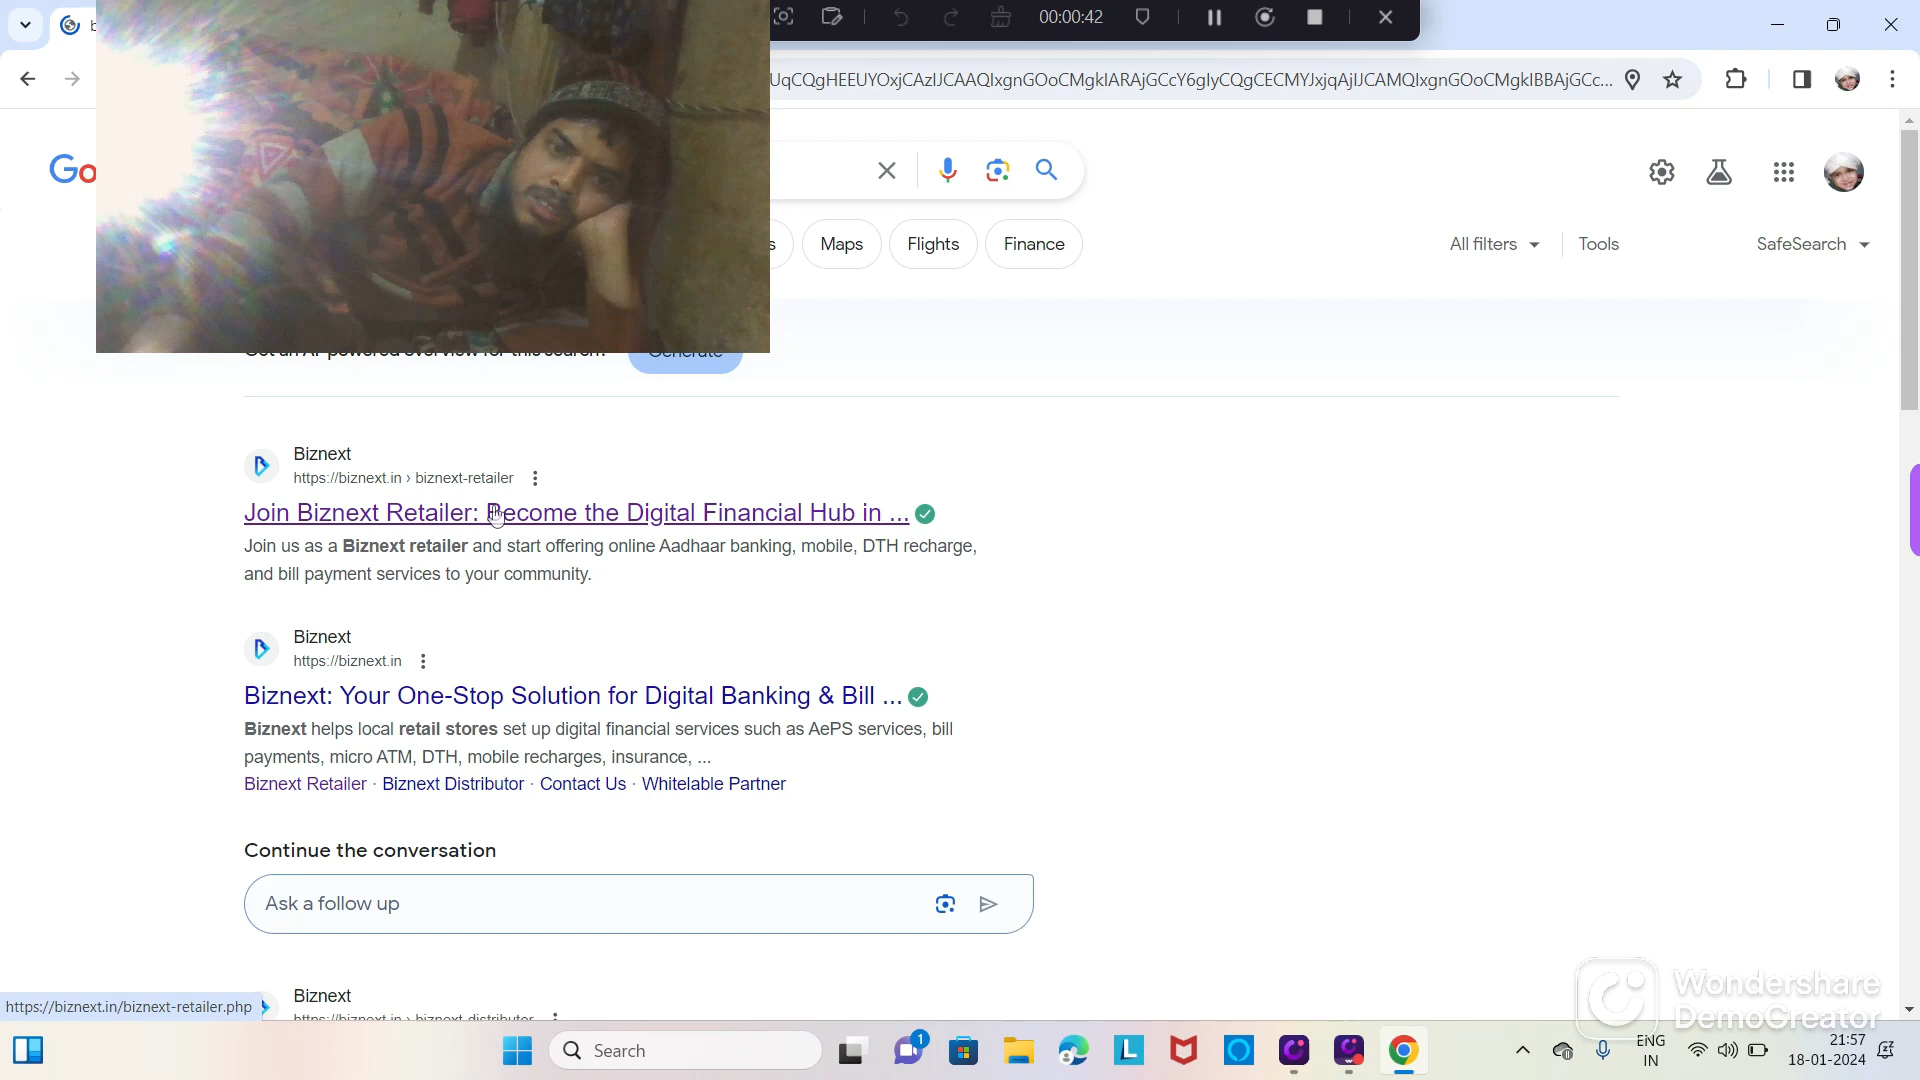 00:00:42
UqCQgHEEUYOxjCAzIJCAAQIxgnGOoCMgkIARAjGCcY6gIyCQgCECMYJxjqAjIJCAMQIxgnGOoCMgkIBBAjGCc...
Go
Maps
Flights
Finance
All filters
Tools
SafeSearch
Get an AI-powered overview for this search?
Generate
Biznext
https://biznext.in › biznext-retailer
Join Biznext Retailer: Become the Digital Financial Hub in ...
Join us as a Biznext retailer and start offering online Aadhaar banking, mobile, DTH recharge,
and bill payment services to your community.
Biznext
https://biznext.in
Biznext: Your One-Stop Solution for Digital Banking & Bill ...
Biznext helps local retail stores set up digital financial services such as AePS services, bill
payments, micro ATM, DTH, mobile recharges, insurance, ...
Biznext Retailer · Biznext Distributor · Contact Us · Whitelable Partner
Continue the conversation
Ask a follow up
Biznext
https://biznext.in › biznext-distributor
https://biznext.in/biznext-retailer.php
Wondershare
DemoCreator
Search
1
ENG
IN
21:57
18-01-2024